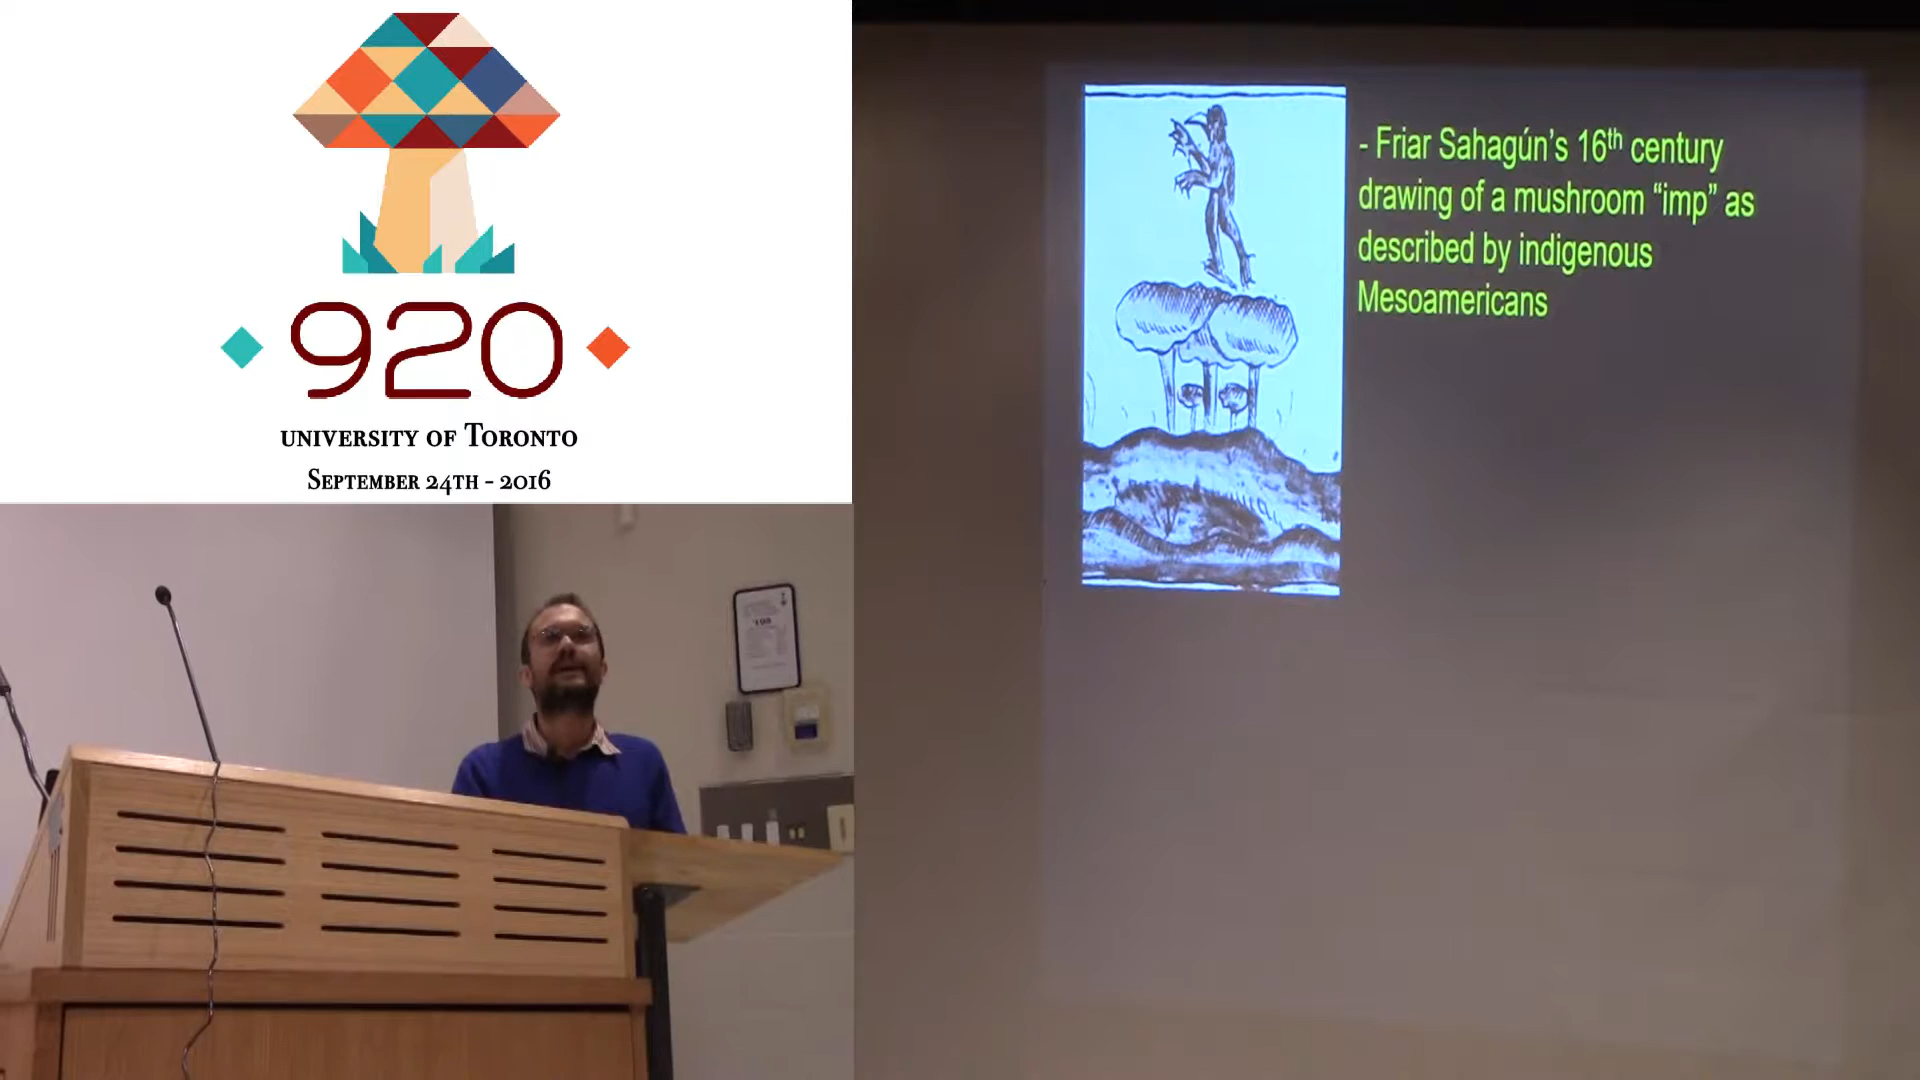 920
UNIVERSITY OF TORONTO
SEPTEMBER 24TH - 2016
- Friar Sahagún's 16th century
drawing of a mushroom “imp” as
described by indigenous
Mesoamericans